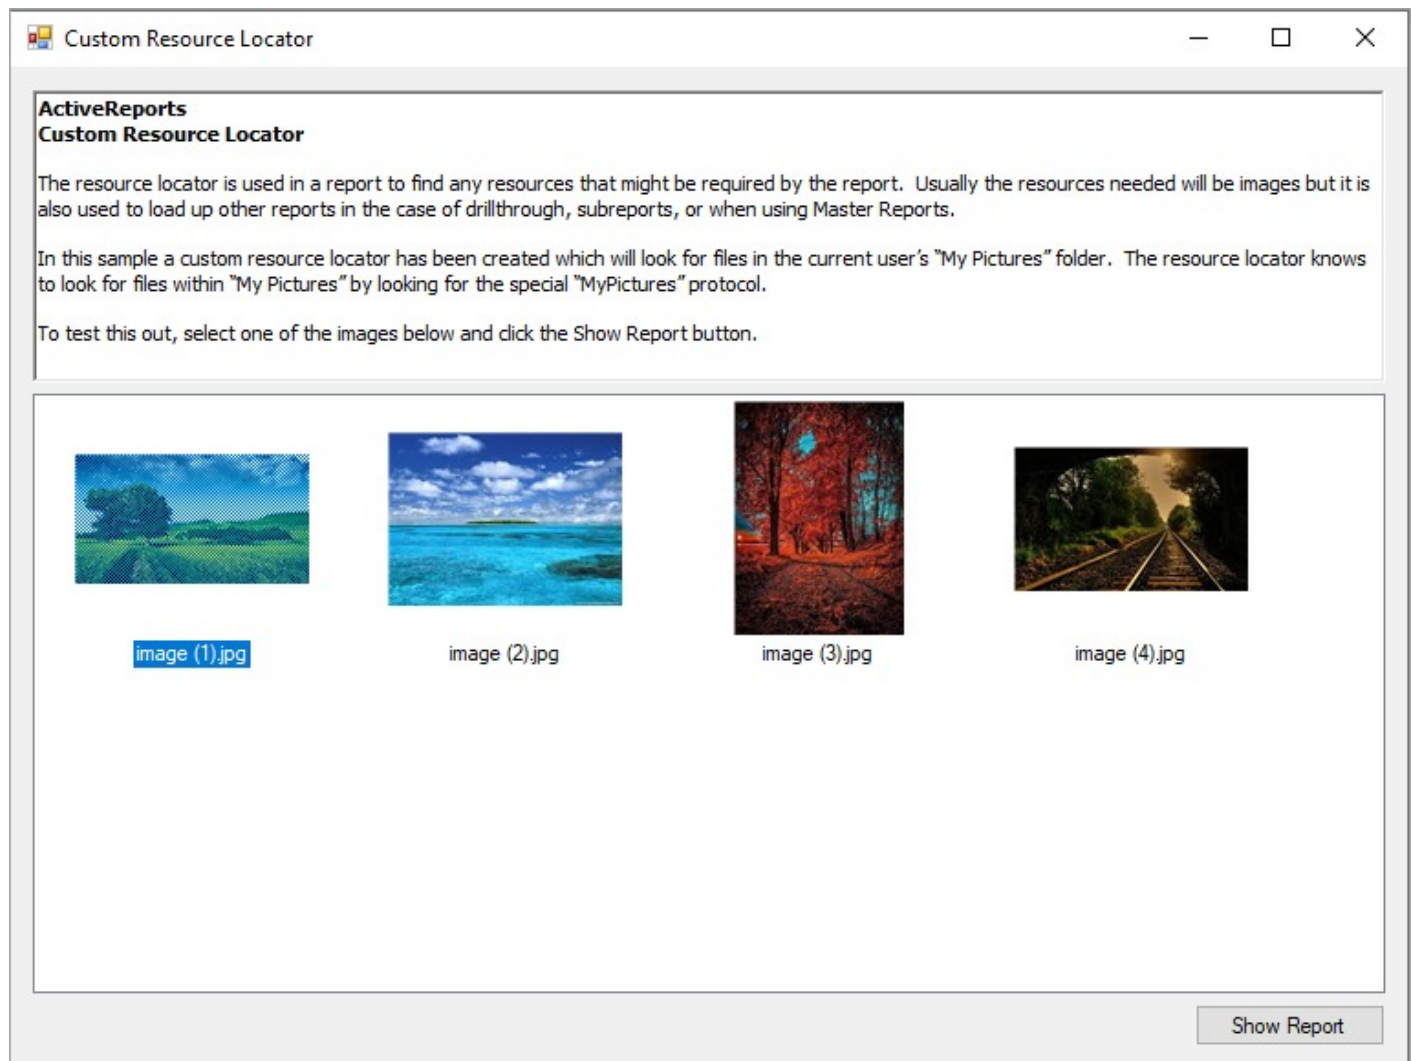 Custom Resource Locator
ActiveReports
Custom Resource Locator
The resource locator is used in a report to find any resources that might be required by the report.  Usually the resources needed will be images but it is
also used to load up other reports in the case of drillthrough, subreports, or when using Master Reports.
In this sample a custom resource locator has been created which will look for files in the current user’s “My Pictures” folder.  The resource locator knows
to look for files within “My Pictures” by looking for the special “MyPictures” protocol.
To test this out, select one of the images below and click the Show Report button.
image (1).jpg
image (2).jpg
image (3).jpg
image (4).jpg
Show Report